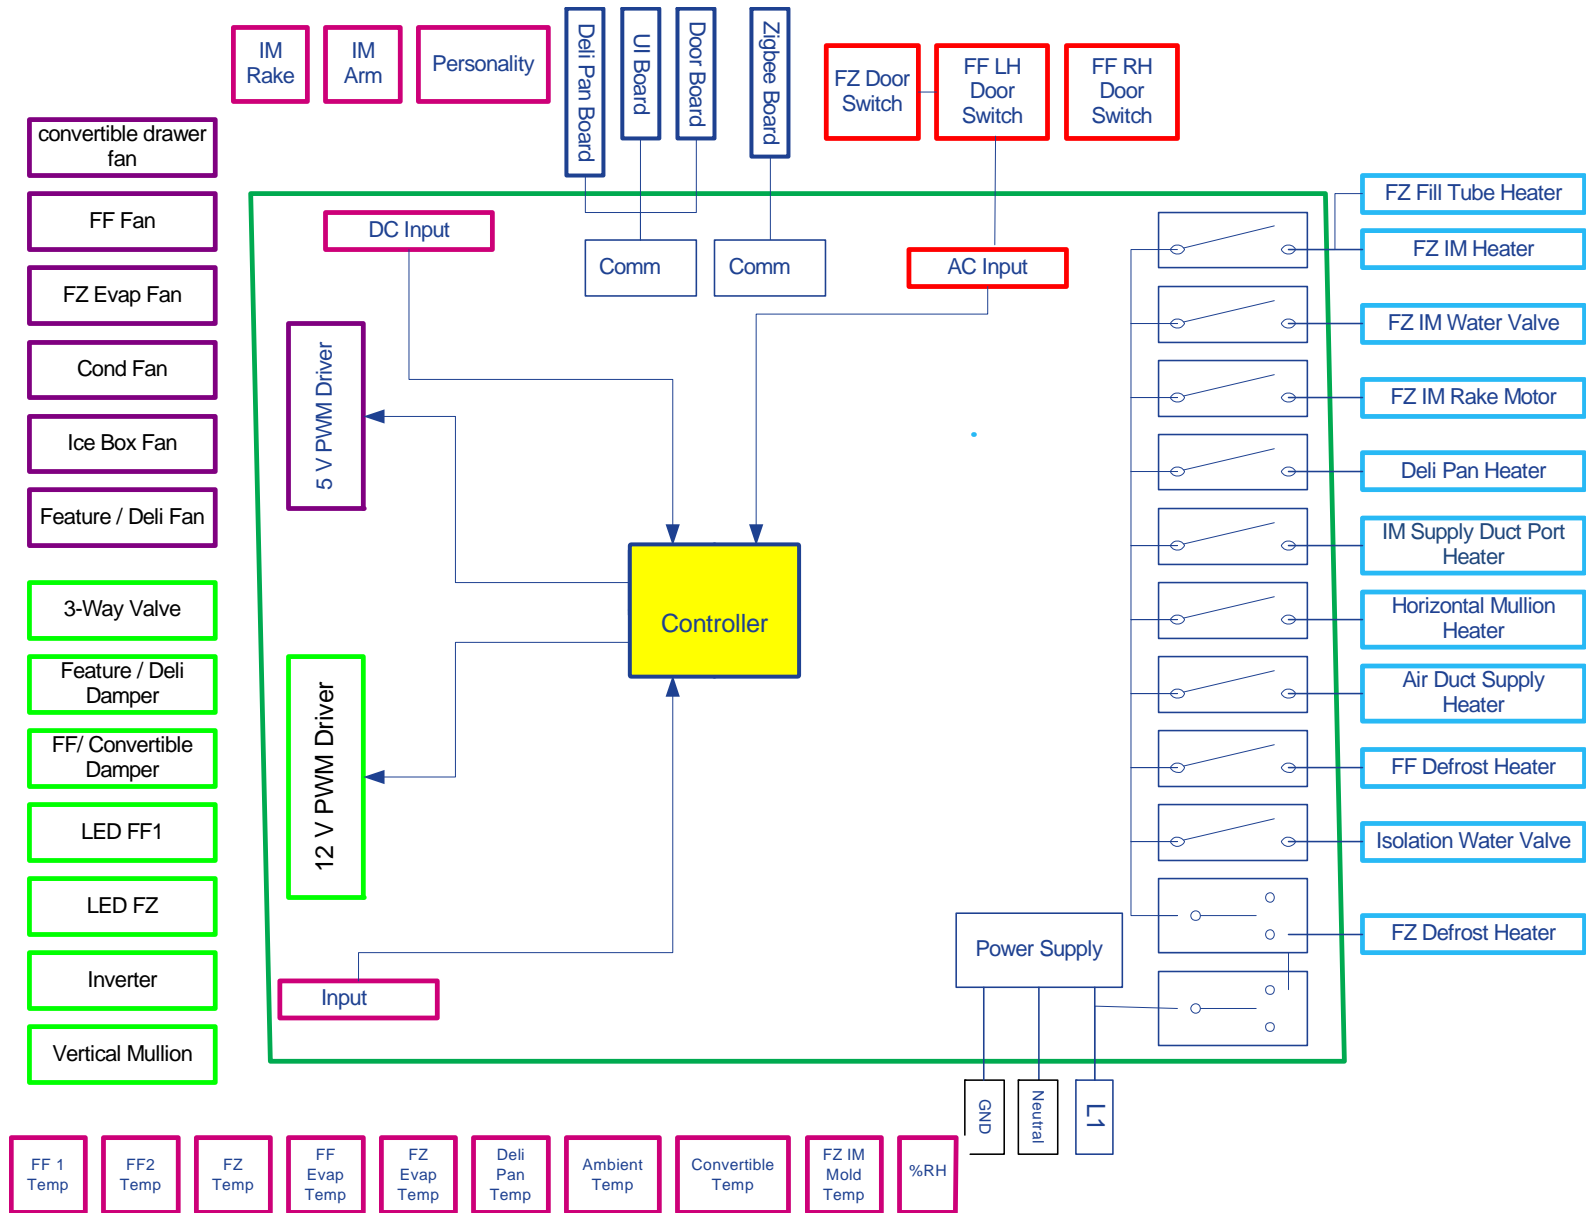 IM
Rake
IM
Arm
Personality
Deli Pan Board
UI Board
Door Board
Zigbee Board
FZ Door
Switch
FF LH
Door
Switch
FF RH
Door
Switch
convertible drawer
fan
FF Fan
FZ Evap Fan
Cond Fan
Ice Box Fan
Feature / Deli Fan
3-Way Valve
Feature / Deli
Damper
FF/ Convertible
Damper
LED FF1
LED FZ
Inverter
Vertical Mullion
DC Input
Comm
Comm
AC Input
5 V PWM Driver
12 V PWM Driver
Controller
Input
Power Supply
GND
Neutral
L1
FZ Fill Tube Heater
FZ IM Heater
FZ IM Water Valve
FZ IM Rake Motor
Deli Pan Heater
IM Supply Duct Port
Heater
Horizontal Mullion
Heater
Air Duct Supply
Heater
FF Defrost Heater
Isolation Water Valve
FZ Defrost Heater
FF 1
Temp
FF2
Temp
FZ
Temp
FF
Evap
Temp
FZ
Evap
Temp
Deli
Pan
Temp
Ambient
Temp
Convertible
Temp
FZ IM
Mold
Temp
%RH